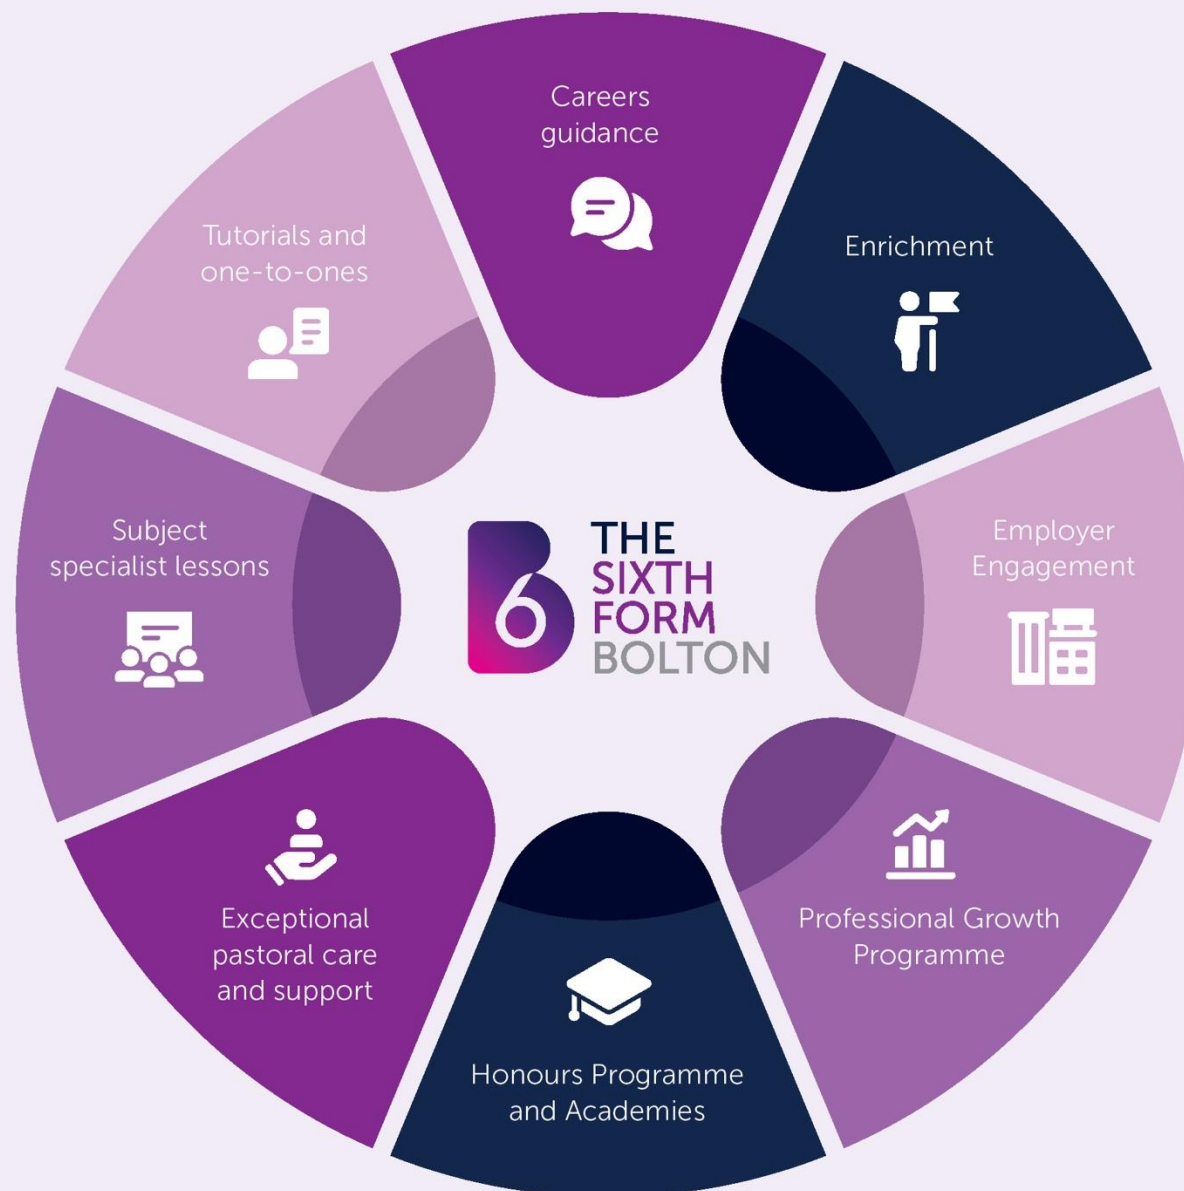 Careers
guidance
Enrichment
Employer
Engagement
Professional Growth
Programme
Honours Programme
and Academies
Exceptional
pastoral care
and support
Subject
specialist lessons
Tutorials and
one-to-ones
B6
THE
SIXTH
FORM
BOLTON